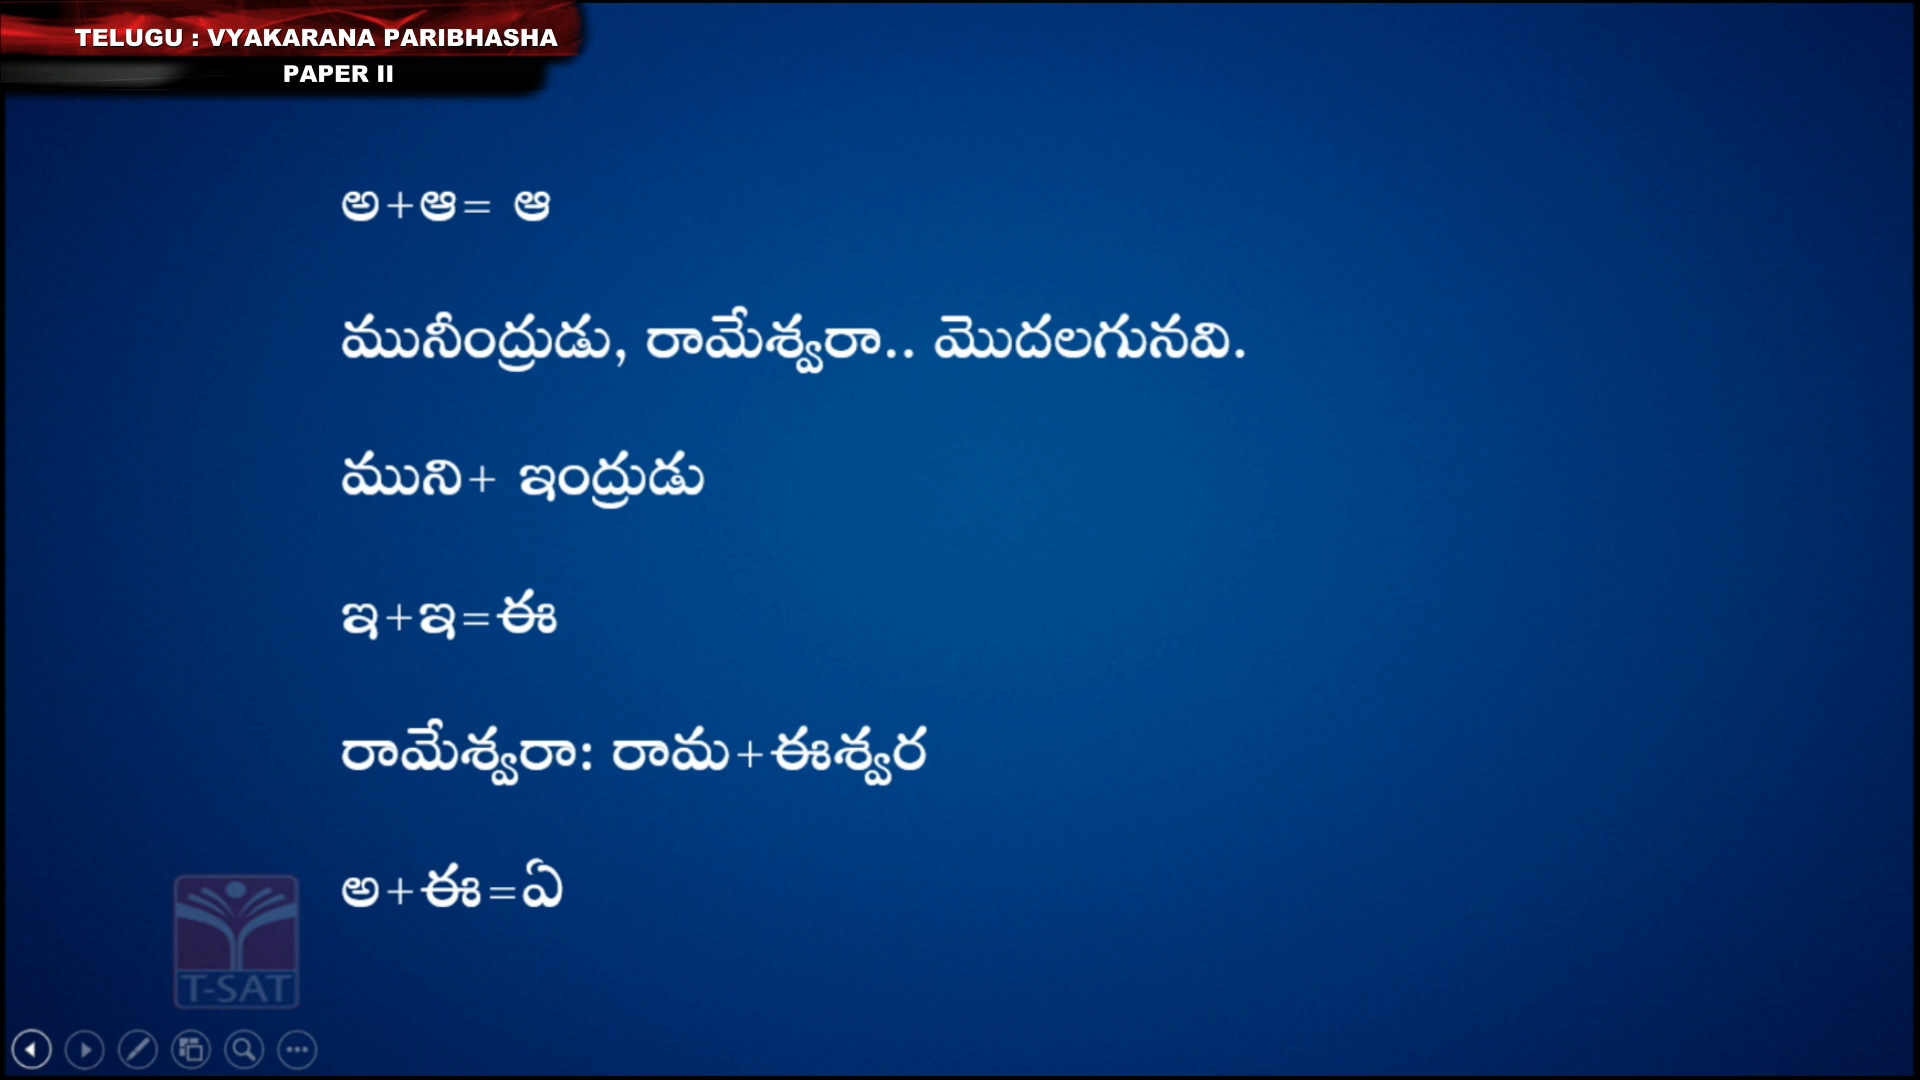 TELUGU : VYAKARANA PARIBHASHA
PAPER II
అ+ఆ= ఆ
మునీంద్రుడు, రామేశ్వరా.. మొదలగునవి.
ముని+ ఇంద్రుడు
ఇ+ఇ=ఈ
రామేశ్వరా: రామ+ఈశ్వర
అ+ఈ=ఏ
T-SAT